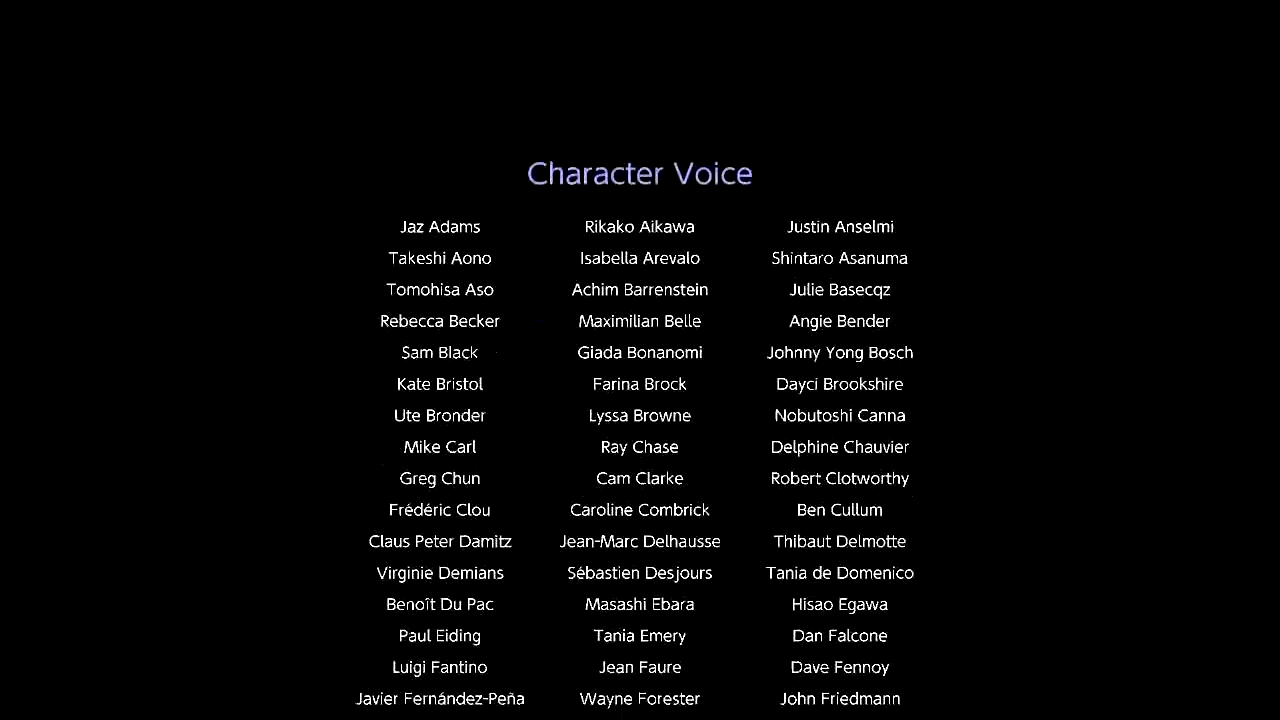 Character Voice
Jaz Adams Rikako Aikawa Justin Anselmi
Takeshi Aono Isabella Arevalo Shintaro Asanuma
Tomohisa Aso Achim Barrenstein Julie Basecqz
Rebecca Becker Maximilian Belle Angie Bender
Sam Black Giada Bonanomi Johnny Yong Bosch
Kate Bristol Farina Brock Dayci Brookshire
Ute Bronder Lyssa Browne Nobutoshi Canna
Mike Carl Ray Chase Delphine Chauvier
Greg Chun Cam Clarke Robert Clotworthy
Frédéric Clou Caroline Combrick Ben Cullum
Claus Peter Damitz Jean-Marc Delhausse Thibaut Delmotte
Virginie Demians Sébastien Desjours Tania de Domenico
Benoît Du Pac Masashi Ebara Hisao Egawa
Paul Eiding Tania Emery Dan Falcone
Luigi Fantino Jean Faure Dave Fennoy
Javier Fernández-Peña Wayne Forester John Friedmann